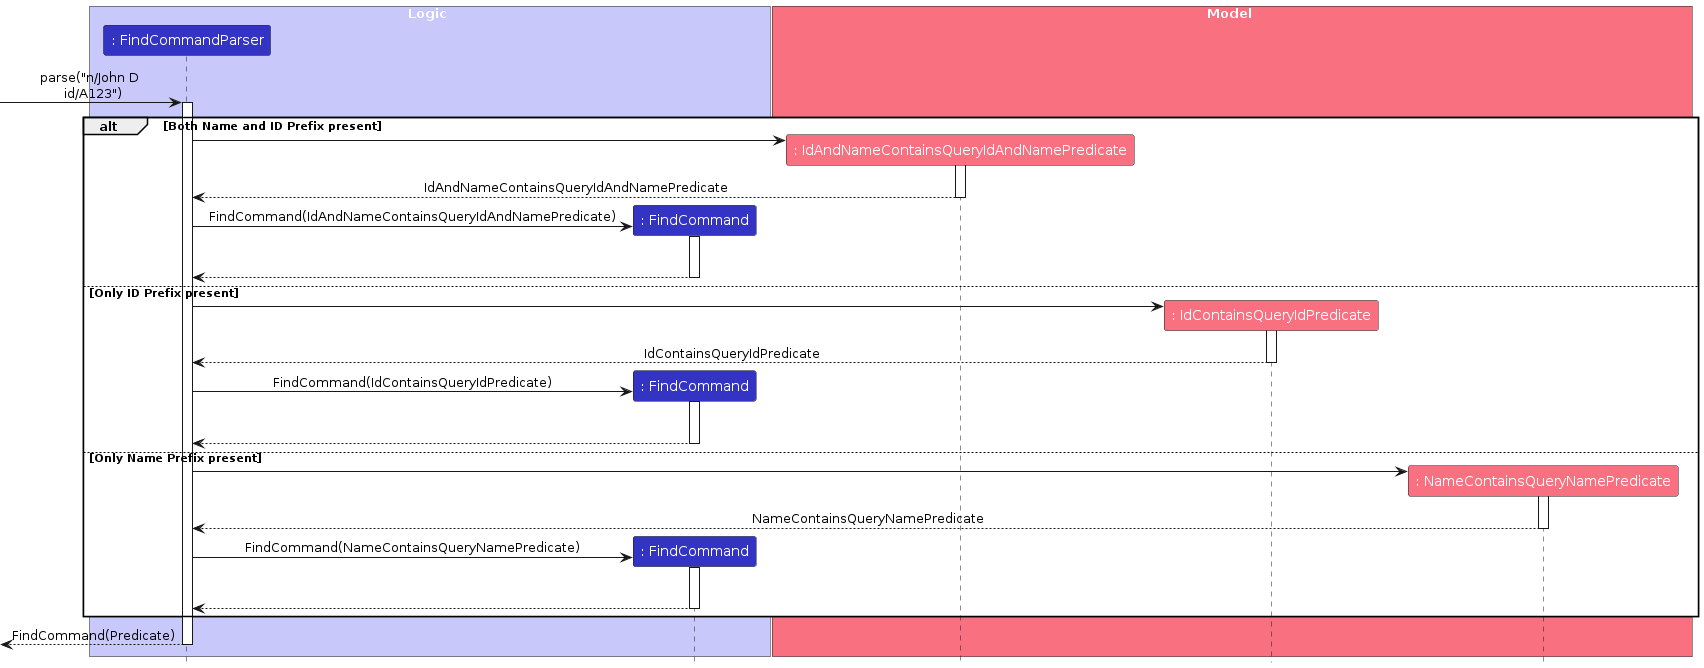 Logic
Model
: FindCommandParser
parse("n/John D
id/A123")
alt
[Both Name and ID Prefix present]
: IdAndNameContainsQueryIdAndNamePredicate
IdAndNameContainsQueryIdAndNamePredicate
FindCommand(IdAndNameContainsQueryIdAndNamePredicate)
: FindCommand
[Only ID Prefix present]
: IdContainsQueryIdPredicate
IdContainsQueryIdPredicate
FindCommand(IdContainsQueryIdPredicate)
: FindCommand
[Only Name Prefix present]
: NameContainsQueryNamePredicate
NameContainsQueryNamePredicate
FindCommand(NameContainsQueryNamePredicate)
: FindCommand
FindCommand(Predicate)